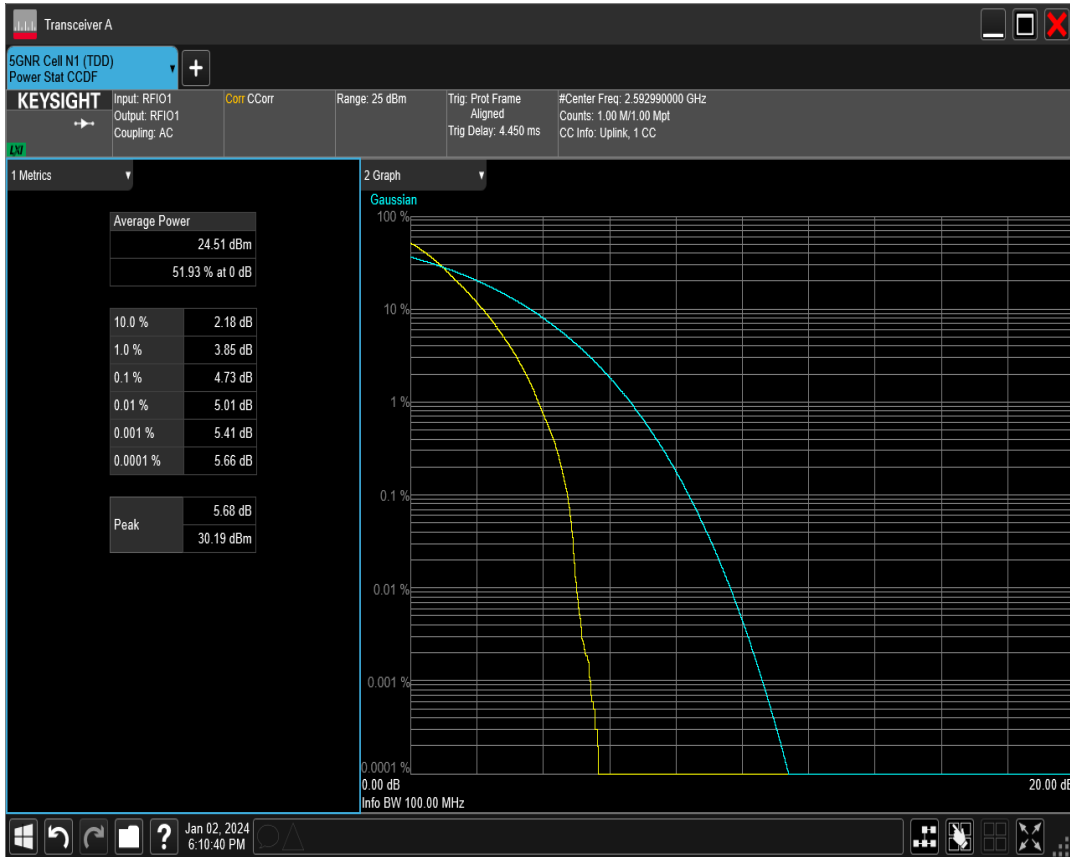 Transceiver A
5GNR Cell N1 (TDD)
Power Stat CCDF
KEYSIGHT
LXI
Input: RFIO1
Output: RFIO1
Coupling: AC
Corr CCorr
Range: 25 dBm
Trig: Prot Frame
Aligned
Trig Delay: 4.450 ms
#Center Freq: 2.592990000 GHz
Counts: 1.00 M/1.00 Mpt
CC Info: Uplink, 1 CC
1 Metrics
Average Power
24.51 dBm
51.93 % at 0 dB
10.0 % 2.18 dB
1.0 % 3.85 dB
0.1 % 4.73 dB
0.01 % 5.01 dB
0.001 % 5.41 dB
0.0001 % 5.66 dB
Peak
5.68 dB
30.19 dBm
2 Graph
Gaussian
100 %
10 %
1 %
0.1 %
0.01 %
0.001 %
0.0001 %
0.00 dB
20.00 dB
Info BW 100.00 MHz
?
Jan 02, 2024
6:10:40 PM